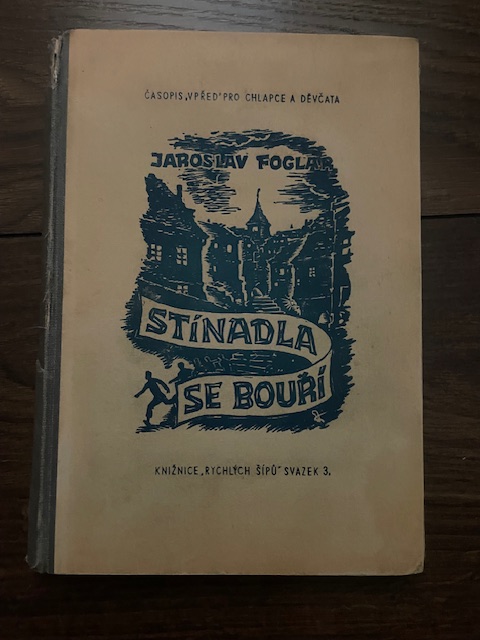 ČASOPIS „VPŘED" PRO CHLAPCE A DĚVČATA
JAROSLAV FOGLAR
STÍNADLA
SE BOUŘÍ
KNIŽNICE „RYCHLÝCH ŠÍPŮ" SVAZEK 3.